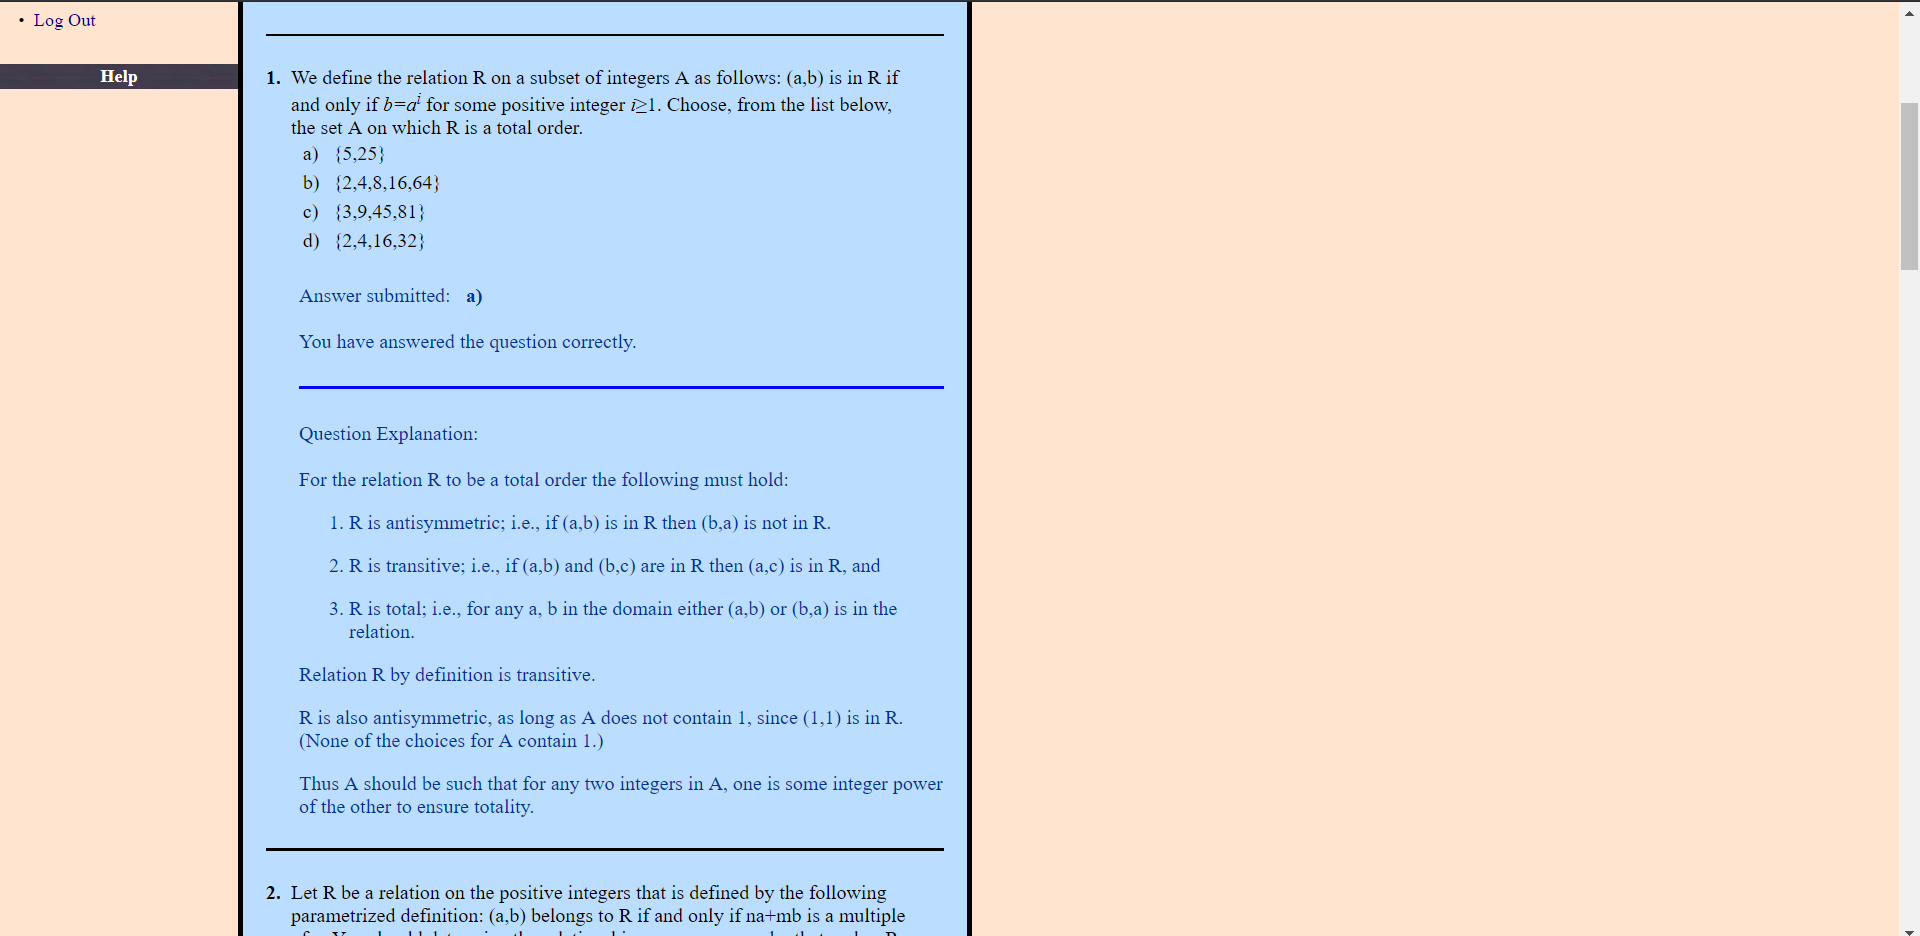 • Log Out
Help
1. We define the relation R on a subset of integers A as follows: (a,b) is in R if
and only if b=aⁱ for some positive integer i≥1. Choose, from the list below,
the set A on which R is a total order.
a) {5,25}
b) {2,4,8,16,64}
c) {3,9,45,81}
d) {2,4,16,32}
Answer submitted: a)
You have answered the question correctly.
Question Explanation:
For the relation R to be a total order the following must hold:
1. R is antisymmetric; i.e., if (a,b) is in R then (b,a) is not in R.
2. R is transitive; i.e., if (a,b) and (b,c) are in R then (a,c) is in R, and
3. R is total; i.e., for any a, b in the domain either (a,b) or (b,a) is in the
relation.
Relation R by definition is transitive.
R is also antisymmetric, as long as A does not contain 1, since (1,1) is in R.
(None of the choices for A contain 1.)
Thus A should be such that for any two integers in A, one is some integer power
of the other to ensure totality.
2. Let R be a relation on the positive integers that is defined by the following
parametrized definition: (a,b) belongs to R if and only if na+mb is a multiple